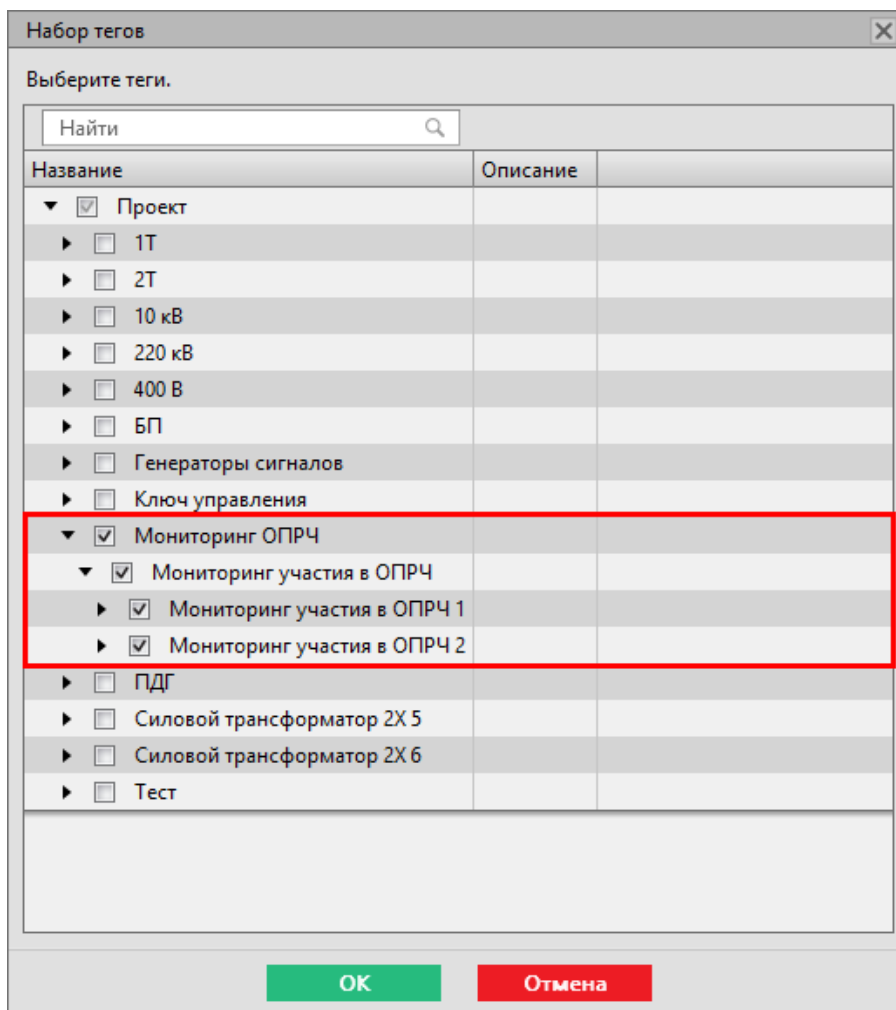 Набор тегов
Выберите теги.
Найти
Название Описание
Проект
1Т
2Т
10 кВ
220 кВ
400 В
БП
Генераторы сигналов
Ключ управления
Мониторинг ОПРЧ
Мониторинг участия в ОПРЧ
Мониторинг участия в ОПРЧ 1
Мониторинг участия в ОПРЧ 2
ПДГ
Силовой трансформатор 2Х 5
Силовой трансформатор 2Х 6
Тест
ОК Отмена